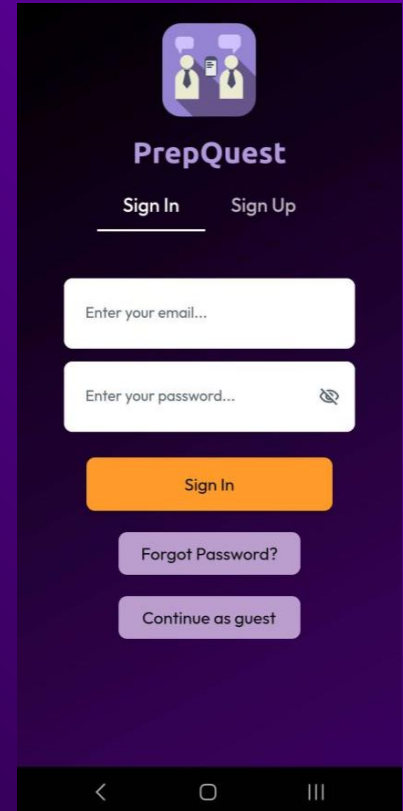 PrepQuest
Sign In Sign Up
Enter your email...
Enter your password...
Sign In
Forgot Password?
Continue as guest